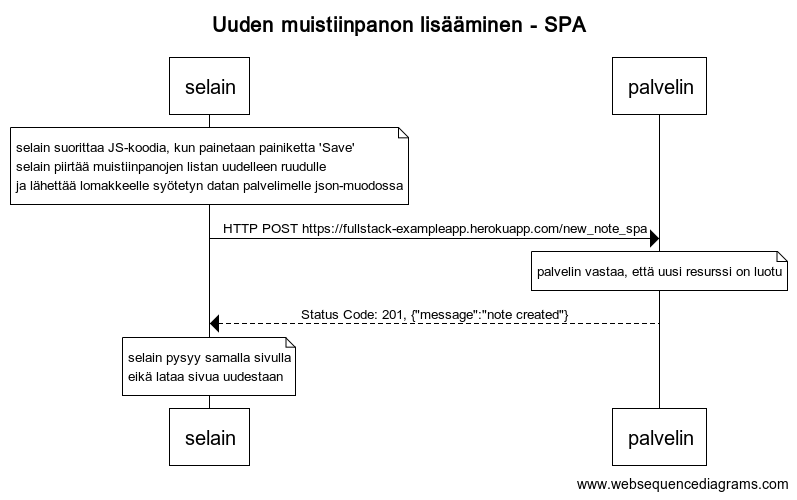 Uuden muistiinpanon lisääminen - SPA
selain
palvelin
selain suorittaa JS-koodia, kun painetaan painiketta 'Save'
selain piirtää muistiinpanojen listan uudelleen ruudulle
ja lähettää lomakkeelle syötetyn datan palvelimelle json-muodossa
HTTP POST https://fullstack-exampleapp.herokuapp.com/new_note_spa
palvelin vastaa, että uusi resurssi on luotu
Status Code: 201, {"message":"note created"}
selain pysyy samalla sivulla
eikä lataa sivua uudestaan
selain
palvelin
www.websequencediagrams.com